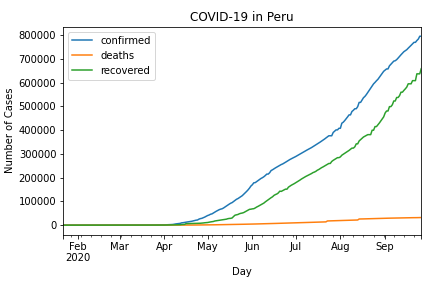 COVID-19 in Peru
confirmed
deaths
recovered
Number of Cases
800000
700000
600000
500000
400000
300000
200000
100000
0
Feb Mar Apr May Jun Jul Aug Sep
2020
Day